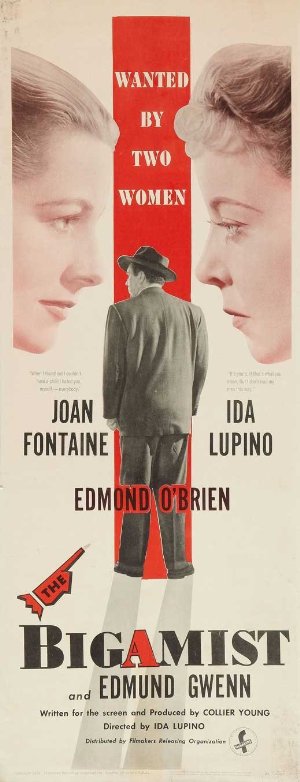 WANTED
BY
TWO
WOMEN
JOAN
FONTAINE
IDA
LUPINO
EDMOND O'BRIEN
THE
BIGAMIST
and EDMUND GWENN
Written for the screen and Produced by COLLIER YOUNG
Directed by IDA LUPINO
Distributed by Filmakers Releasing Organization